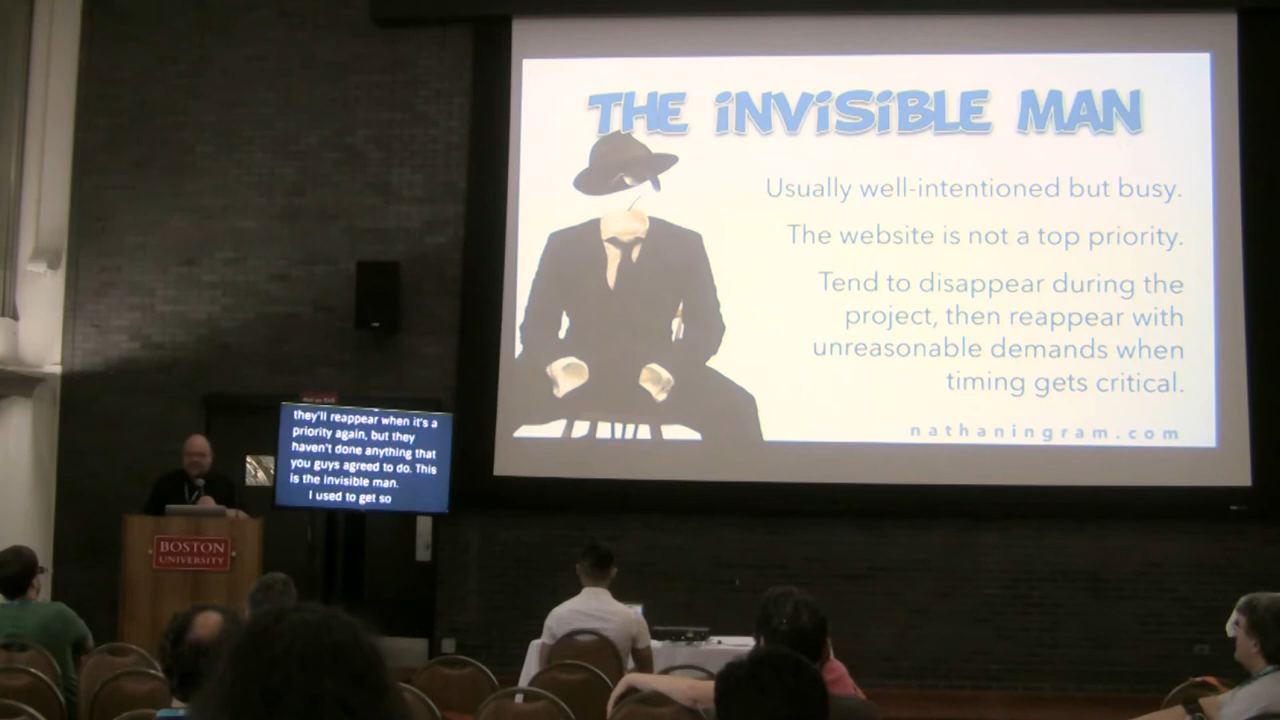 THE iNViSiBLE MAN
Usually well-intentioned but busy.
The website is not a top priority.
Tend to disappear during the
project, then reappear with
unreasonable demands when
timing gets critical.
nathaningram.com
they'll reappear when it's a
priority again, but they
haven't done anything that
you guys agreed to do. This
is the invisible man.
I used to get so
BOSTON
UNIVERSITY